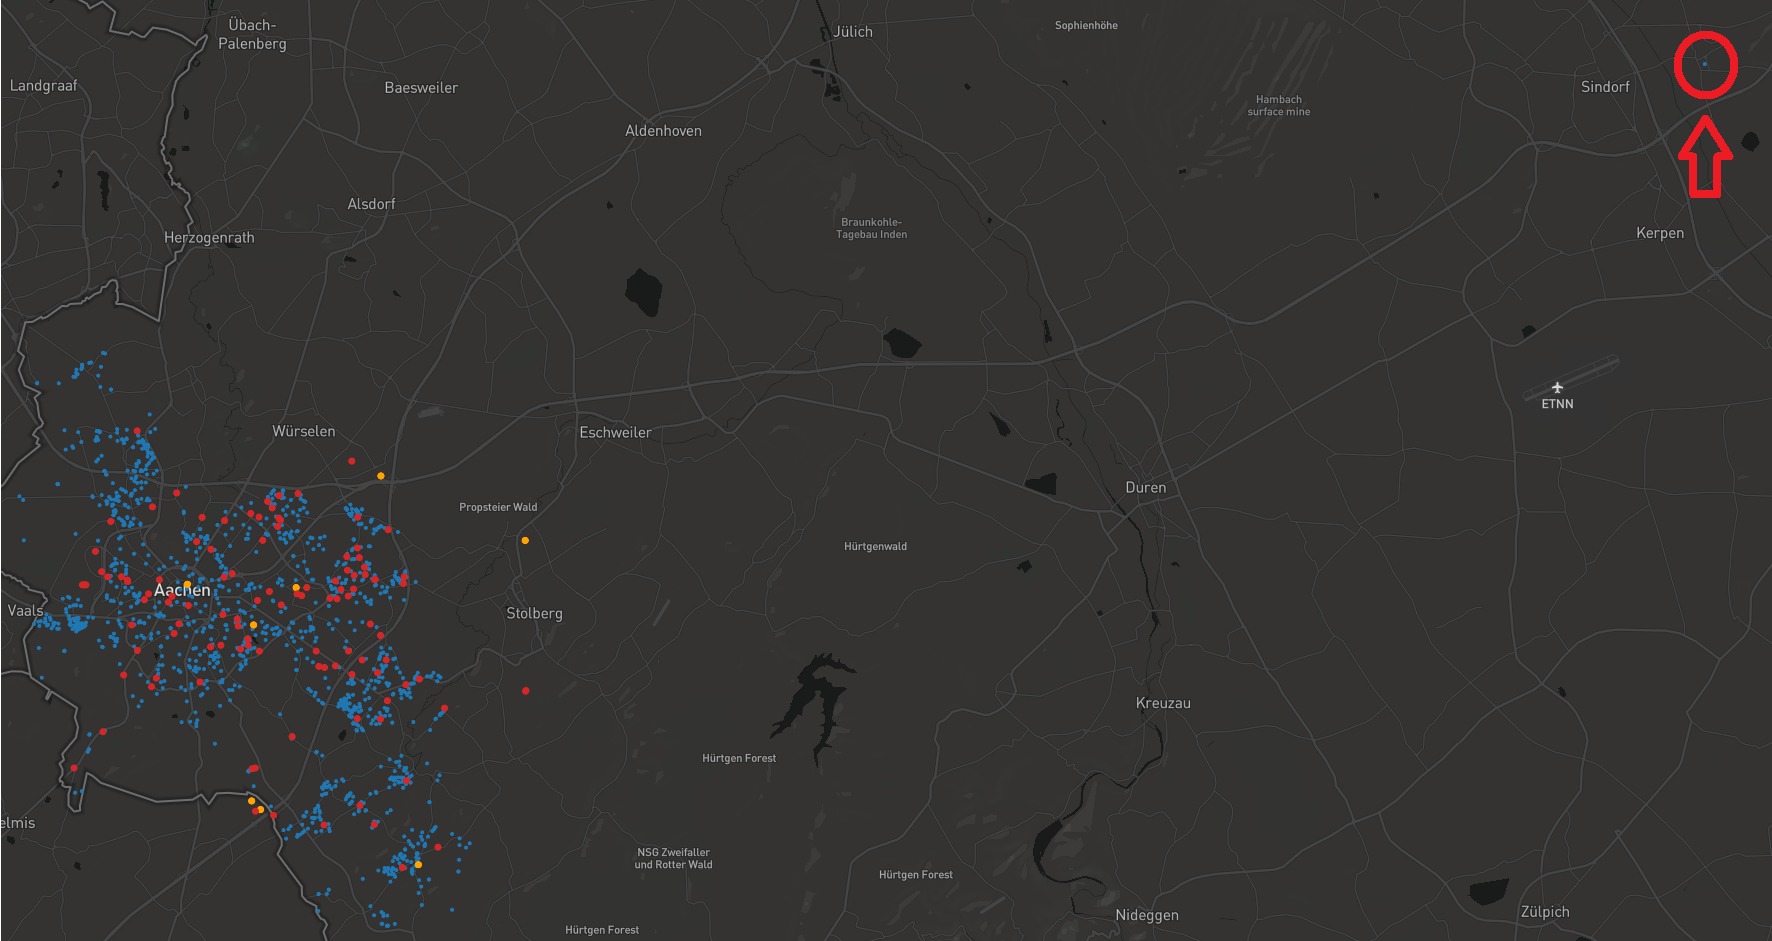 Übach-
Palenberg
Jülich
Sophienhöhe
Landgraaf
Baesweiler
Sindorf
Hambach
surface mine
Aldenhoven
Alsdorf
Braunkohle-
Tagebau Inden
Herzogenrath
Kerpen
ETNN
Würselen
Eschweiler
Duren
Propsteier Wald
Hürtgenwald
Aachen
Vaals
Stolberg
Kreuzau
Hürtgen Forest
elmis
NSG Zweifaller
und Rotter Wald
Hürtgen Forest
Nideggen
Zülpich
Hürtgen Forest